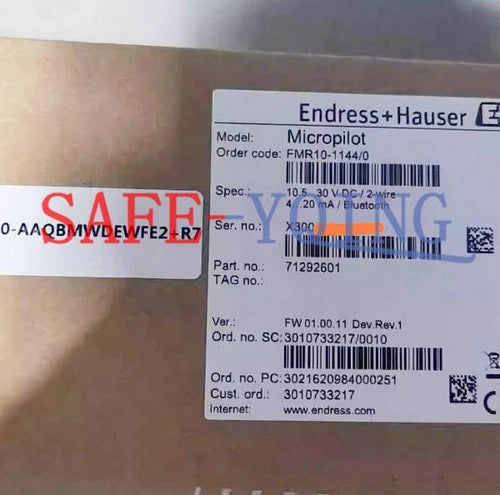 Endress+Hauser
Model: Micropilot
Order code: FMR10-1144/0
Spec.: 10.5...30 V DC / 2-wire
4...20 mA / Bluetooth
SAFE-YQING
0-AAQBMWDEWFE2+R7
Ser. no.: X300
Part. no.: 71292601
TAG no.:
Ver.: FW 01.00.11 Dev.Rev.1
Ord. no. SC: 3010733217/0010
Ord. no. PC: 3021620984000251
Cust. ord.: 3010733217
Internet: www.endress.com